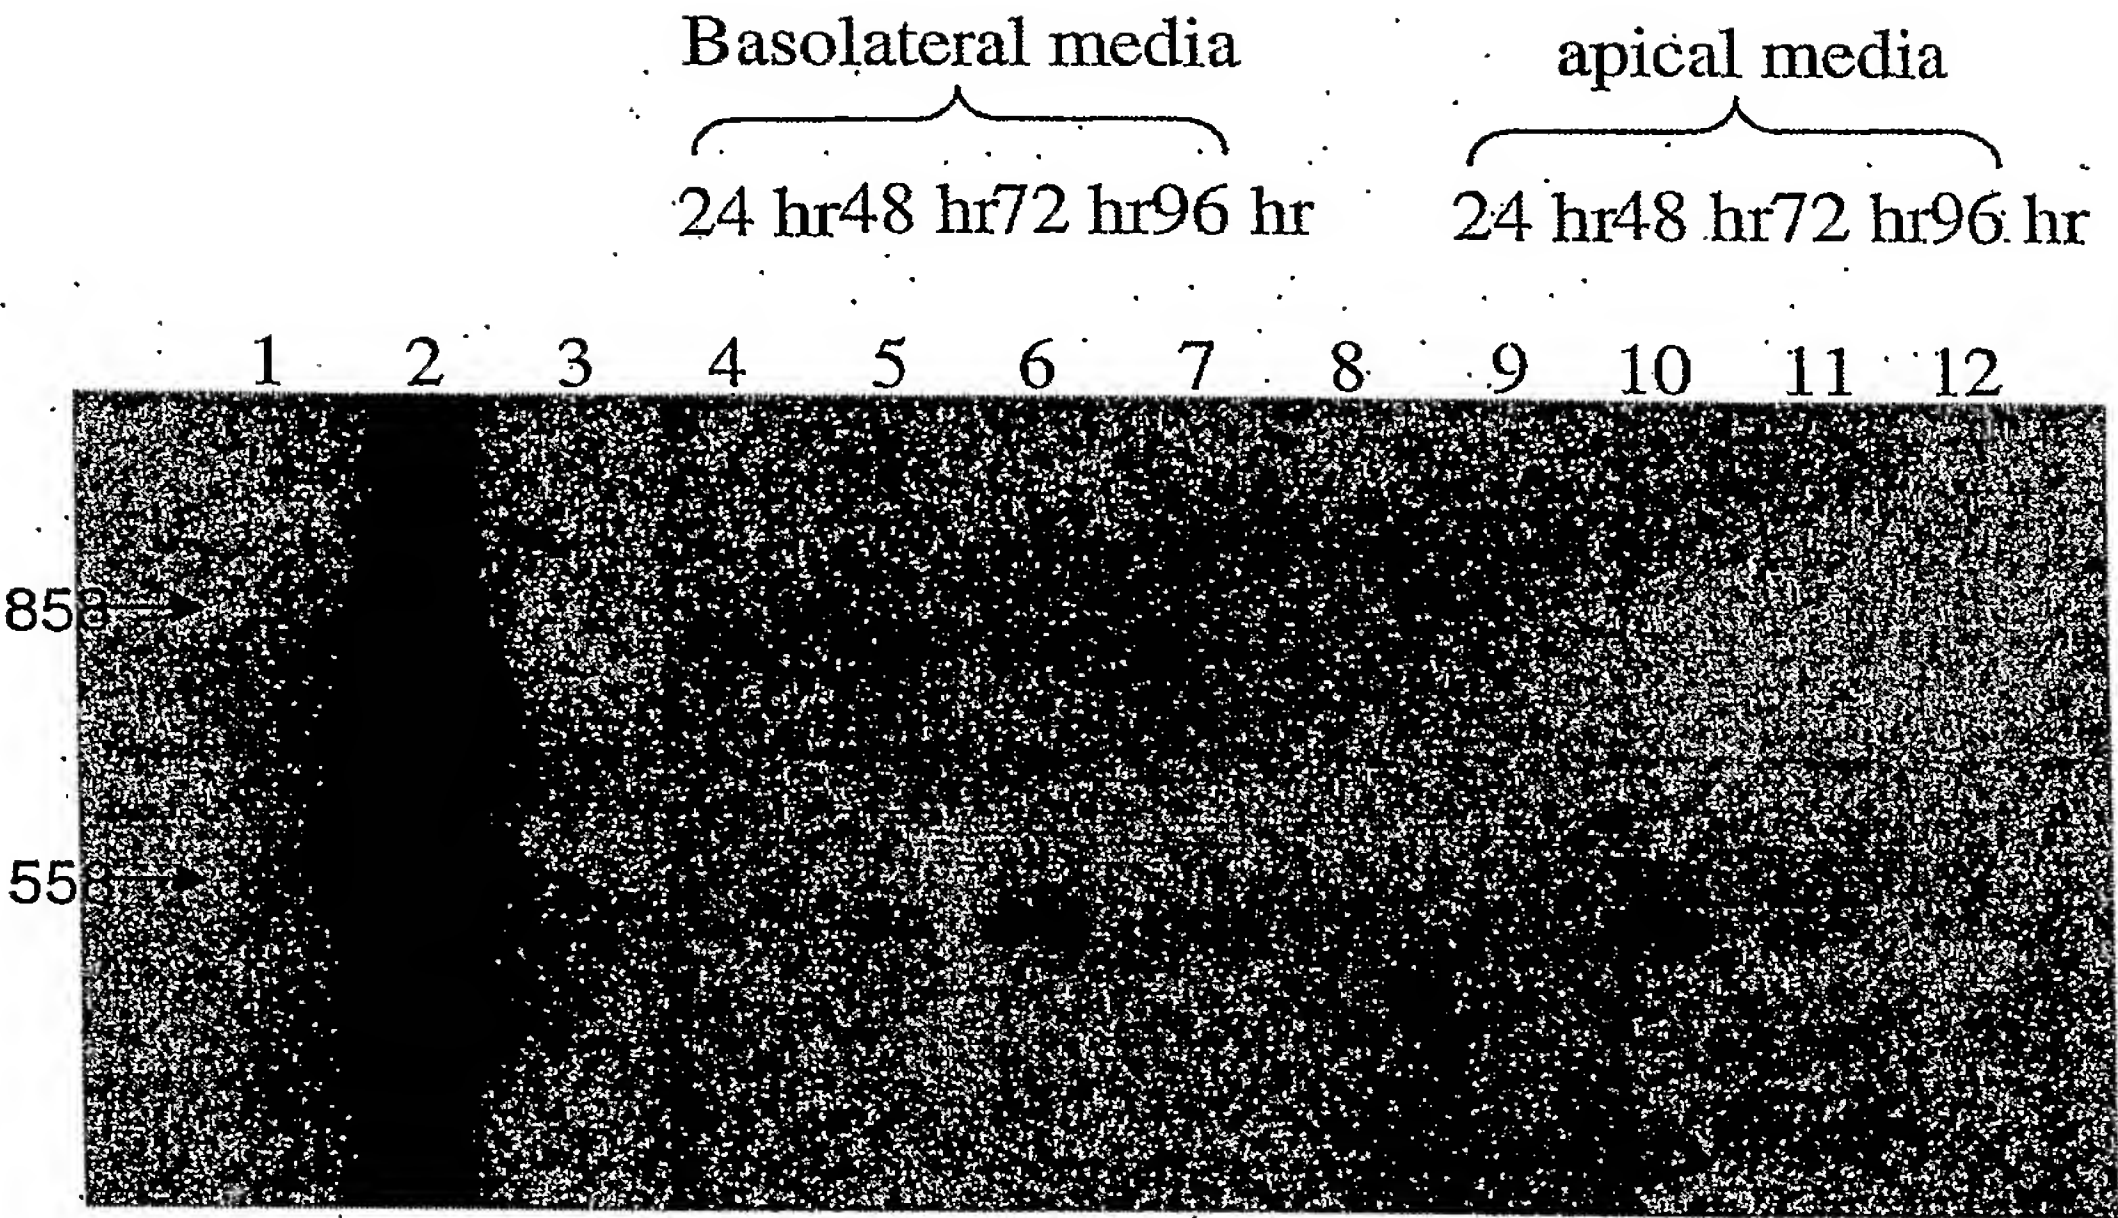 Basolateral media apical media
24 hr48 hr72 hr96 hr 24 hr48 hr72 hr96 hr
1 2 3 4 5 6 7 8 9 10 11 12
85
55